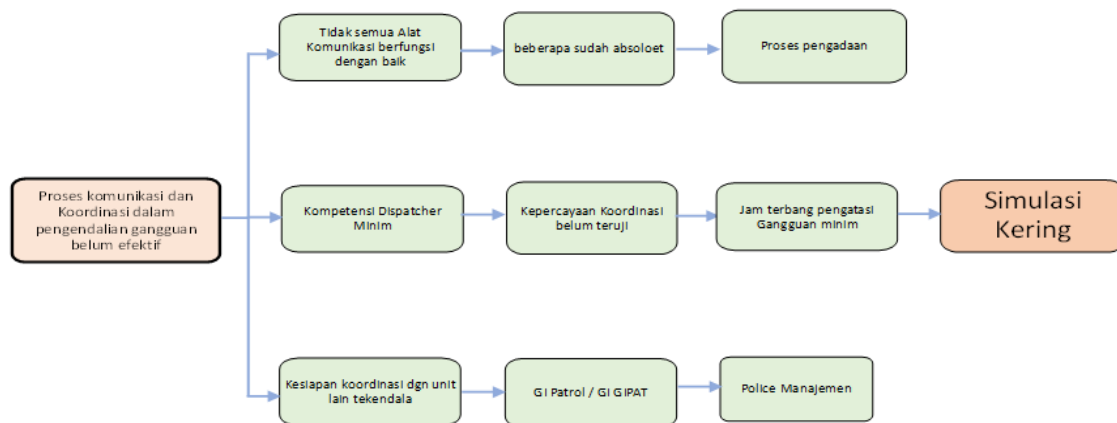 Tidak semua Alat
Komunikasi berfungsi
dengan baik
beberapa sudah absoloet
Proses pengadaan
Proses komunikasi dan
Koordinasi dalam
pengendalian gangguan
belum efektif
Kompetensi Dispatcher
Minim
Kepercayaan Koordinasi
belum teruji
Jam terbang pengatasi
Gangguan minim
Simulasi
Kering
Kesiapan koordinasi dgn unit
lain tekendala
GI Patrol / GI GIPAT
Police Manajemen